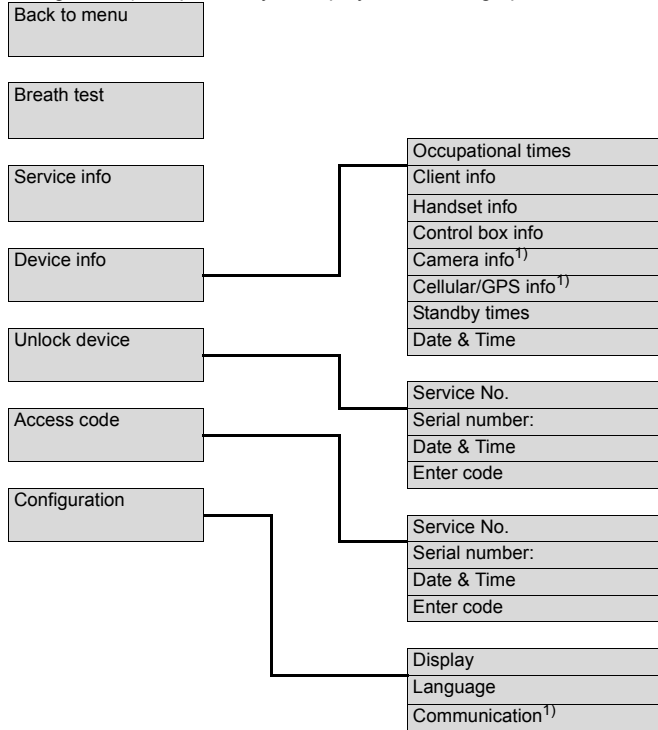 Back to menu
Breath test
Service info
Device info
Unlock device
Access code
Configuration
Occupational times
Client info
Handset info
Control box info
Camera info1)
Cellular/GPS info1)
Standby times
Date & Time
Service No.
Serial number:
Date & Time
Enter code
Service No.
Serial number:
Date & Time
Enter code
Display
Language
Communication1)